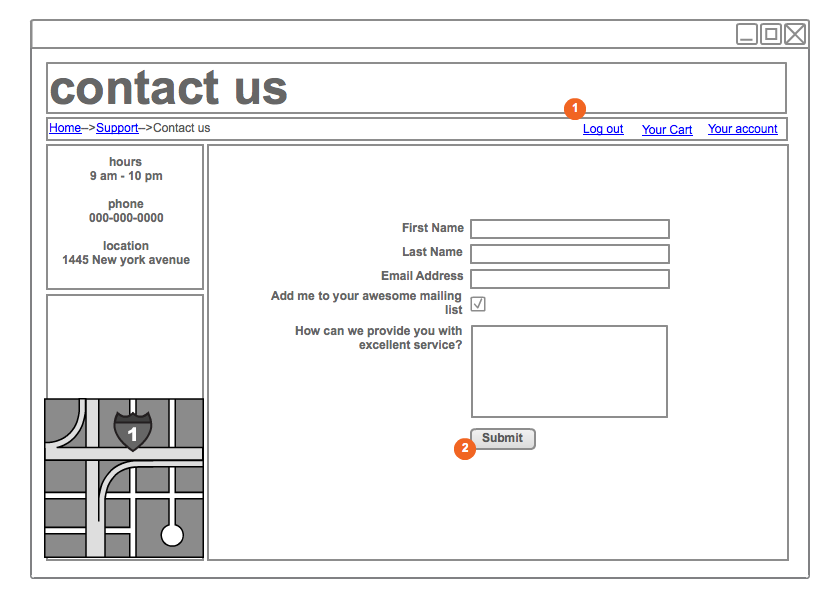 contact us
1
Home-->Support-->Contact us
Log out Your Cart Your account
hours
9 am - 10 pm
phone
000-000-0000
location
1445 New york avenue
1
First Name
Last Name
Email Address
Add me to your awesome mailing
list
How can we provide you with
excellent service?
Submit
2